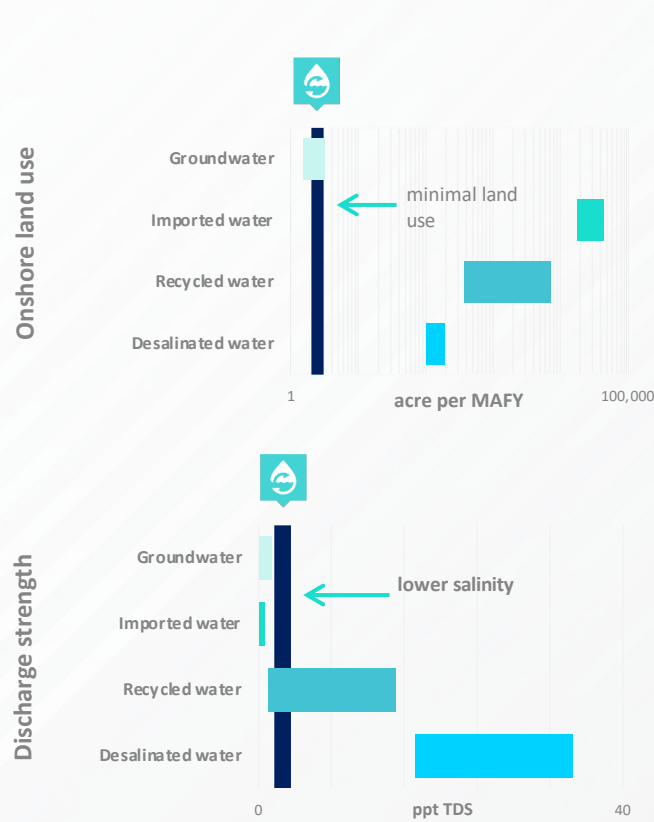 Onshore land use
Groundwater
minimal land
use
Imported water
Recycled water
Desalinated water
1
acre per MAFY
100,000
Discharge strength
Groundwater
lower salinity
Imported water
Recycled water
Desalinated water
0
ppt TDS
40